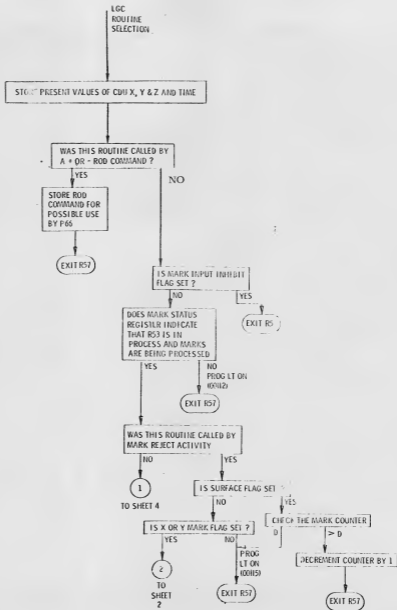 LGC
ROUTINE
SELECTION
PRESENT VALUES OF CDU X, Y & Z AND TIME
WAS THIS ROUTINE CALLED BY
A + OR - ROD COMMAND ?
YES
NO
STORE ROD
COMMAND FOR
POSSIBLE USE
BY P66
EXIT R57
IS MARK INPUT INHIBIT
FLAG SET ?
NO
YES
EXIT R5
DOES MARK STATUS
REGISTER INDICATE
THAT R53 IS IN
PROCESS AND MARKS
ARE BEING PROCESSED
YES
NO
PROG LT ON
EXIT R57
WAS THIS ROUTINE CALLED BY
MARK REJECT ACTIVITY
NO
YES
1
TO SHEET 4
IS SURFACE FLAG SET ?
NO
YES
IS X OR Y MARK FLAG SET ?
CHECK THE MARK COUNTER
YES
NO
> 0
2
PROG
LT ON
DECREMENT COUNTER BY 1
TO
SHEET
2
EXIT R57
EXIT R57